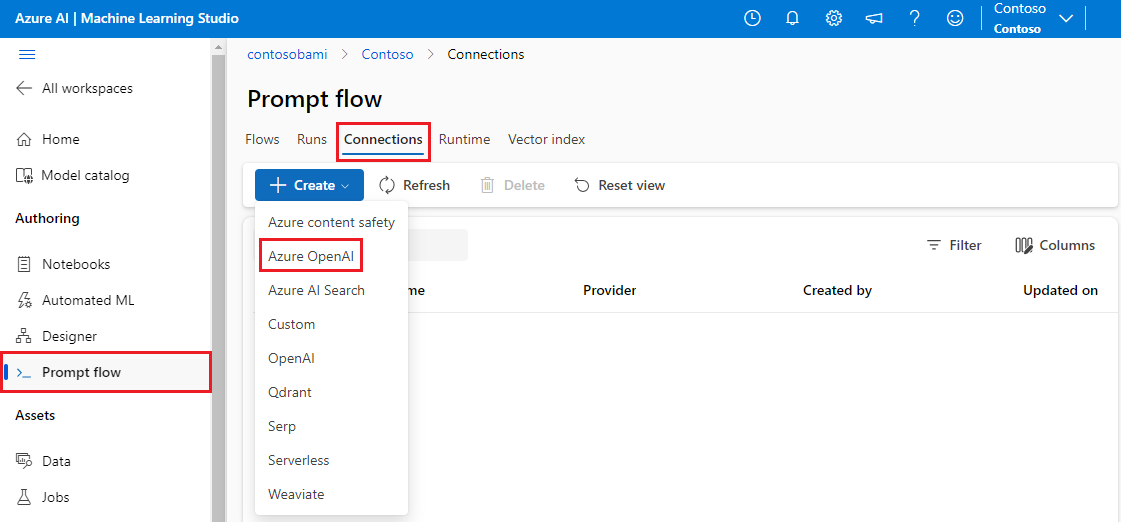 Azure AI | Machine Learning Studio
Contoso
Contoso
All workspaces
Home
Model catalog
Authoring
Notebooks
Automated ML
Designer
Prompt flow
Assets
Data
Jobs
contosobami > Contoso > Connections
Prompt flow
Flows Runs Connections Runtime Vector index
Create Refresh Delete Reset view
Azure content safety
Azure OpenAI
Azure AI Search
Custom
OpenAI
Qdrant
Serp
Serverless
Weaviate
Filter Columns
Provider Created by Updated on